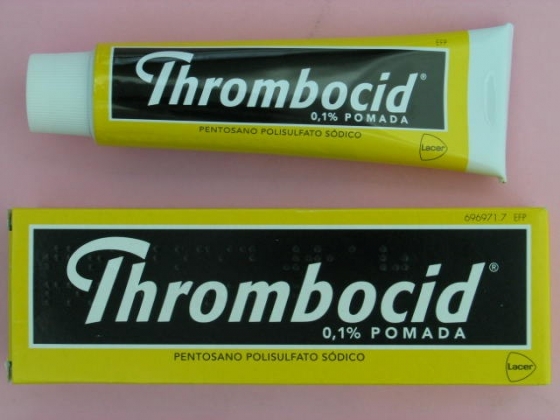 EFP
Thrombocid®
0,1% POMADA
PENTOSANO POLISULFATO SÓDICO
Lacer
696971.7 EFP
Thrombocid®
0,1% POMADA
PENTOSANO POLISULFATO SÓDICO
Lacer